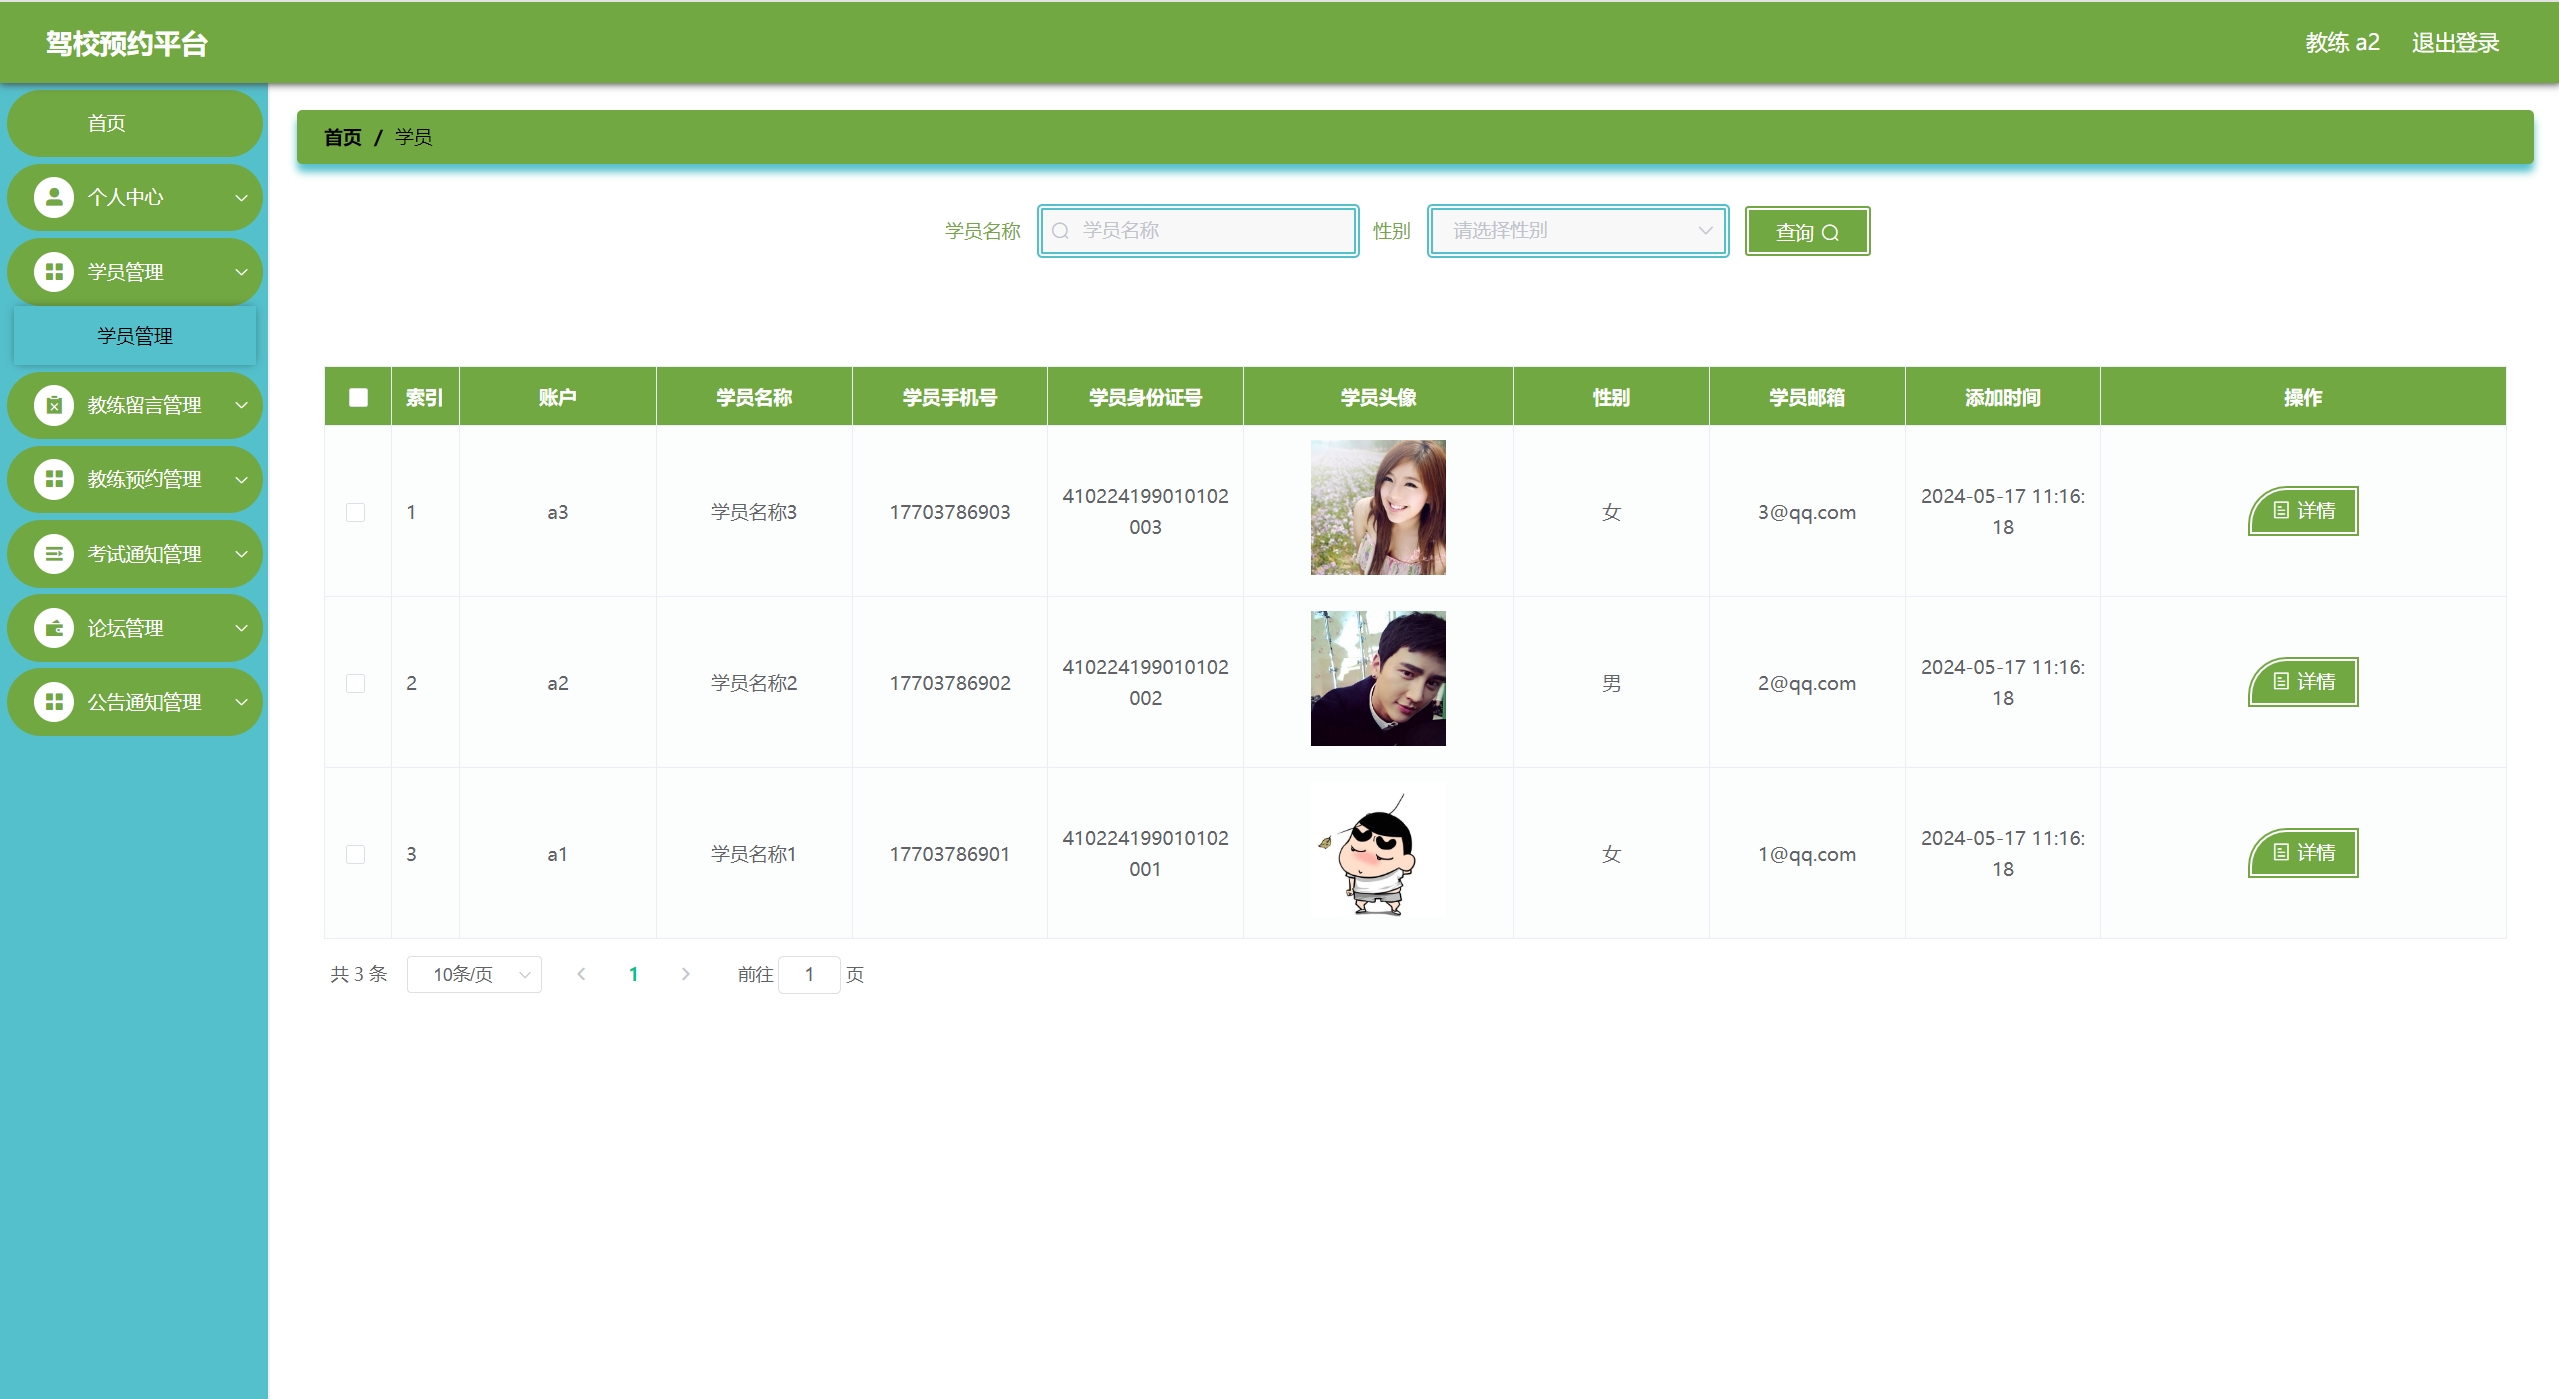 驾校预约平台
教练 a2 退出登录
首页
个人中心
学员管理
学员管理
教练留言管理
教练预约管理
考试通知管理
论坛管理
公告通知管理
首页 / 学员
学员名称 学员名称 性别 请选择性别 查询
索引 账户 学员名称 学员手机号 学员身份证号 学员头像 性别 学员邮箱 添加时间 操作
1 a3 学员名称3 17703786903 410224199010102 女 3@qq.com 2024-05-17 11:16: 详情
003 18
2 a2 学员名称2 17703786902 410224199010102 男 2@qq.com 2024-05-17 11:16: 详情
002 18
3 a1 学员名称1 17703786901 410224199010102 女 1@qq.com 2024-05-17 11:16: 详情
001 18
共 3 条 10条/页 1 前往 1 页